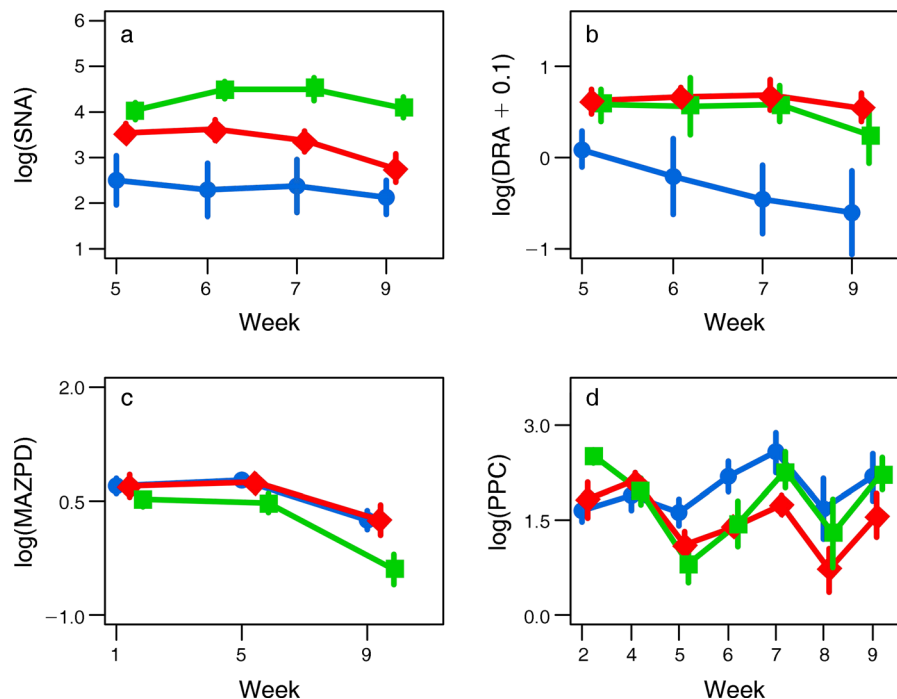 a
log(SNA)
6
5
4
3
2
1
5 6 7 9
Week
b
log(DRA + 0.1)
1
0
−1
5 6 7 9
Week
c
log(MAZPD)
2.0
0.5
−1.0
1 5 9
Week
d
log(PPC)
3.0
1.5
0.0
2 4 5 6 7 8 9
Week